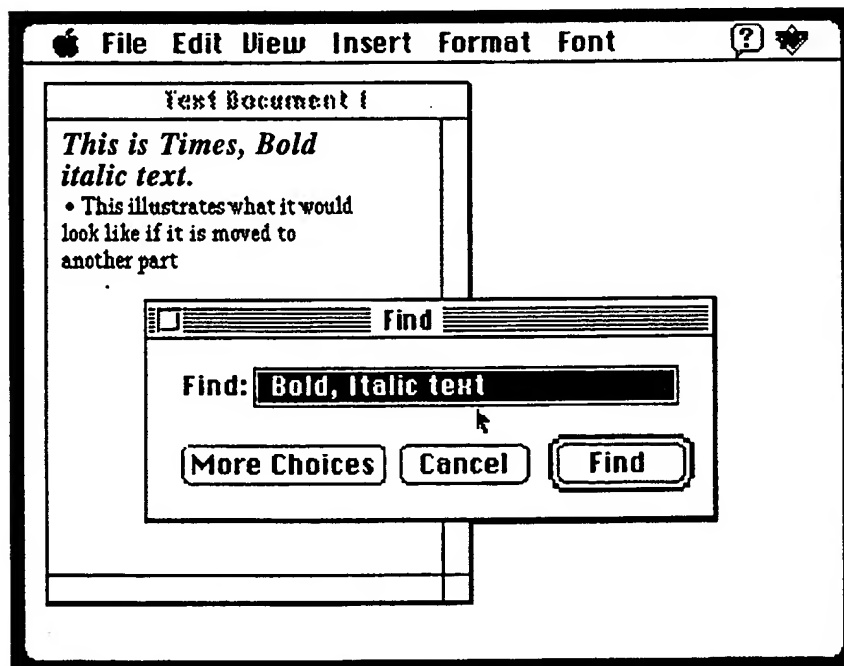 File Edit View Insert Format Font ?
Text Document 1
This is Times, Bold
italic text.
• This illustrates what it would
look like if it is moved to
another part
Find
Find: Bold, Italic text
More Choices Cancel Find